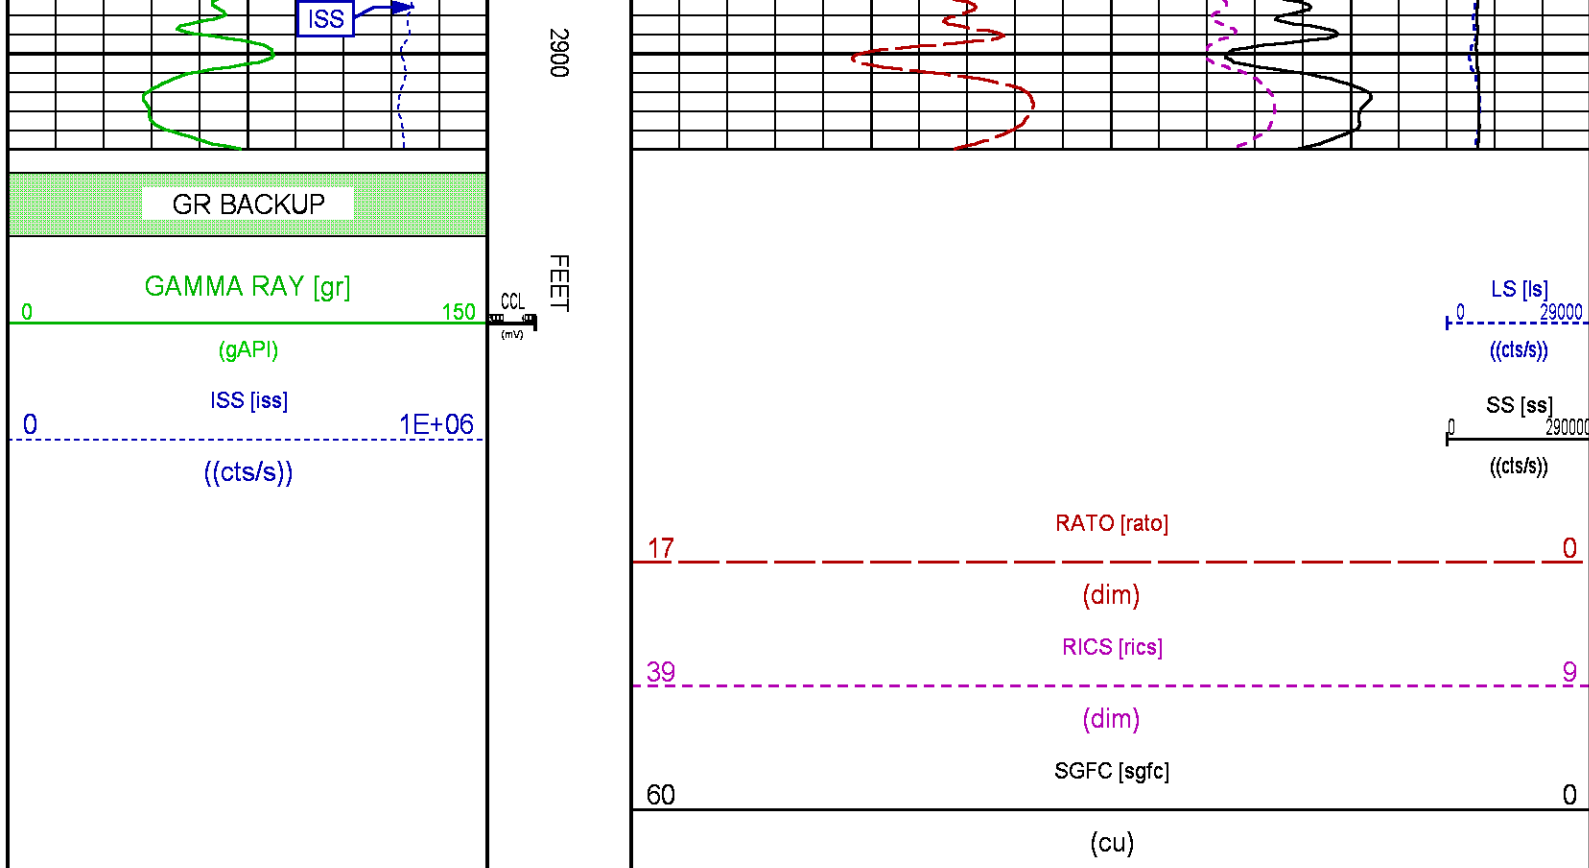 ISS
2900
GR BACKUP
FEET
GAMMA RAY [gr]
0 150
(gAPI)
CCL
(mV)
ISS [iss]
0 1E+06
((cts/s))
LS [ls]
0 29000
((cts/s))
SS [ss]
0 290000
((cts/s))
RATO [rato]
17 0
(dim)
RICS [rics]
39 9
(dim)
SGFC [sgfc]
60 0
(cu)